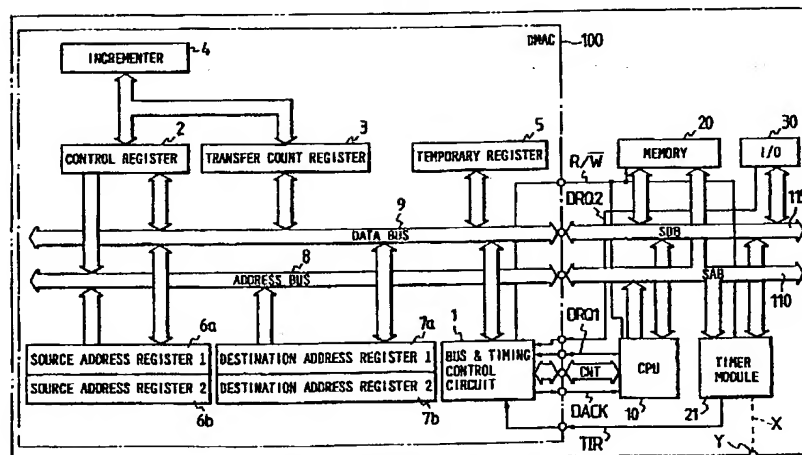 DMAC 100
4
INCREMENTER
2
3
5
20
30
CONTROL REGISTER
TRANSFER COUNT REGISTER
TEMPORARY REGISTER
R/W̅
MEMORY
I/O
DRQ2
9
DATA BUS
SDB
115
8
ADDRESS BUS
SAB
110
6a
7a
1
DRQ1
SOURCE ADDRESS REGISTER 1
SOURCE ADDRESS REGISTER 2
DESTINATION ADDRESS REGISTER 1
DESTINATION ADDRESS REGISTER 2
BUS & TIMING
CONTROL
CIRCUIT
CNT
CPU
TIMER
MODULE
6b
7b
DACK
10
21
X
TIR
Y